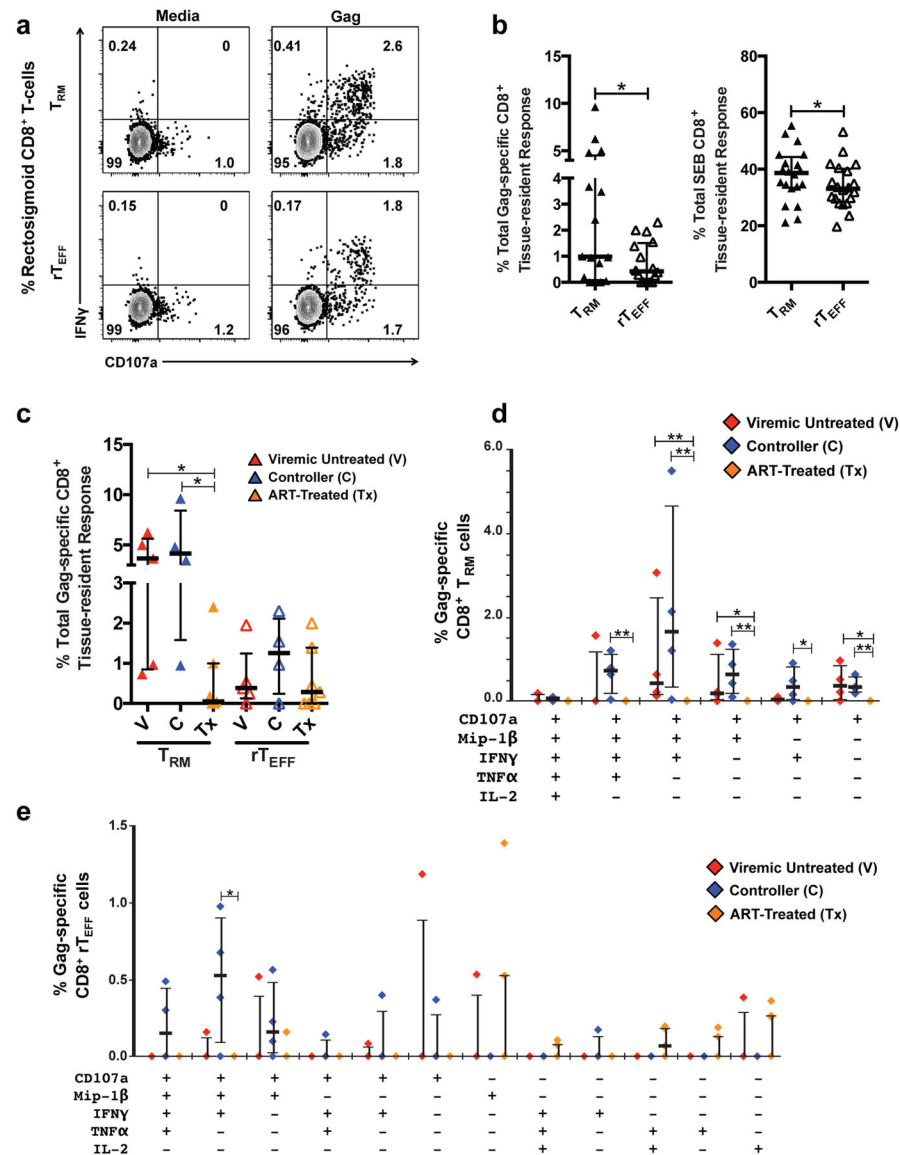 a
Media
Gag
% Rectosigmoid CD8⁺ T-cells
T_RM
rT_EFF
0.24
0
99
1.0
0.41
2.6
95
1.8
0.15
0
99
1.2
0.17
1.8
96
1.7
IFNγ
CD107a
b
% Total Gag-specific CD8⁺
Tissue-resident Response
15
10
5
4
3
2
1
0
*
T_RM
rT_EFF
% Total SEB CD8⁺
Tissue-resident Response
80
60
40
20
0
*
T_RM
rT_EFF
c
% Total Gag-specific CD8⁺
Tissue-resident Response
15
10
5
3
2
1
0
*
*
Viremic Untreated (V)
Controller (C)
ART-Treated (Tx)
V C Tx V C Tx
T_RM rT_EFF
d
Viremic Untreated (V)
Controller (C)
ART-Treated (Tx)
% Gag-specific
CD8⁺ T_RM cells
6.0
4.0
2.0
0.0
**
**
**
*
**
*
*
**
CD107a + + + + – +
Mip-1β + + + + – –
IFNγ + + + – + –
TNFα + + – – – –
IL-2 + – – – – –
e
% Gag-specific
CD8⁺ rT_EFF cells
1.5
1.0
0.5
0.0
*
Viremic Untreated (V)
Controller (C)
ART-Treated (Tx)
CD107a + + + + + + – – – – – –
Mip-1β + + + – – – + – – – – –
IFNγ + + – + + – – + + – – –
TNFα + – – + – – – + – + + –
IL-2 – – – – – – – + – + – +